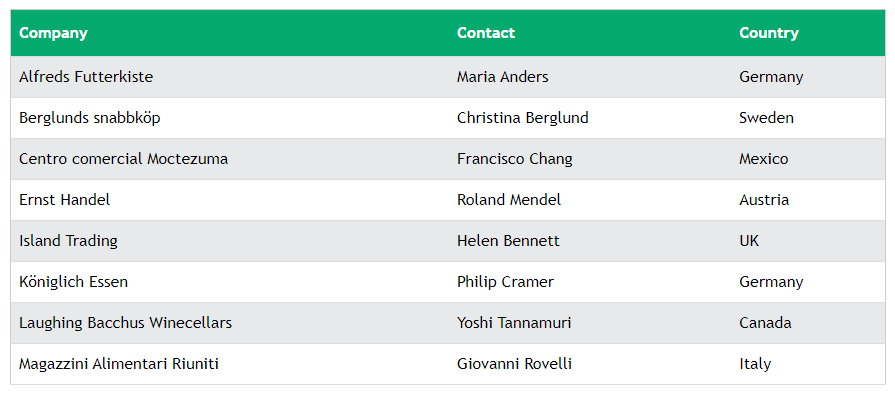 Company Contact Country
Alfreds Futterkiste Maria Anders Germany
Berglunds snabbköp Christina Berglund Sweden
Centro comercial Moctezuma Francisco Chang Mexico
Ernst Handel Roland Mendel Austria
Island Trading Helen Bennett UK
Königlich Essen Philip Cramer Germany
Laughing Bacchus Winecellars Yoshi Tannamuri Canada
Magazzini Alimentari Riuniti Giovanni Rovelli Italy